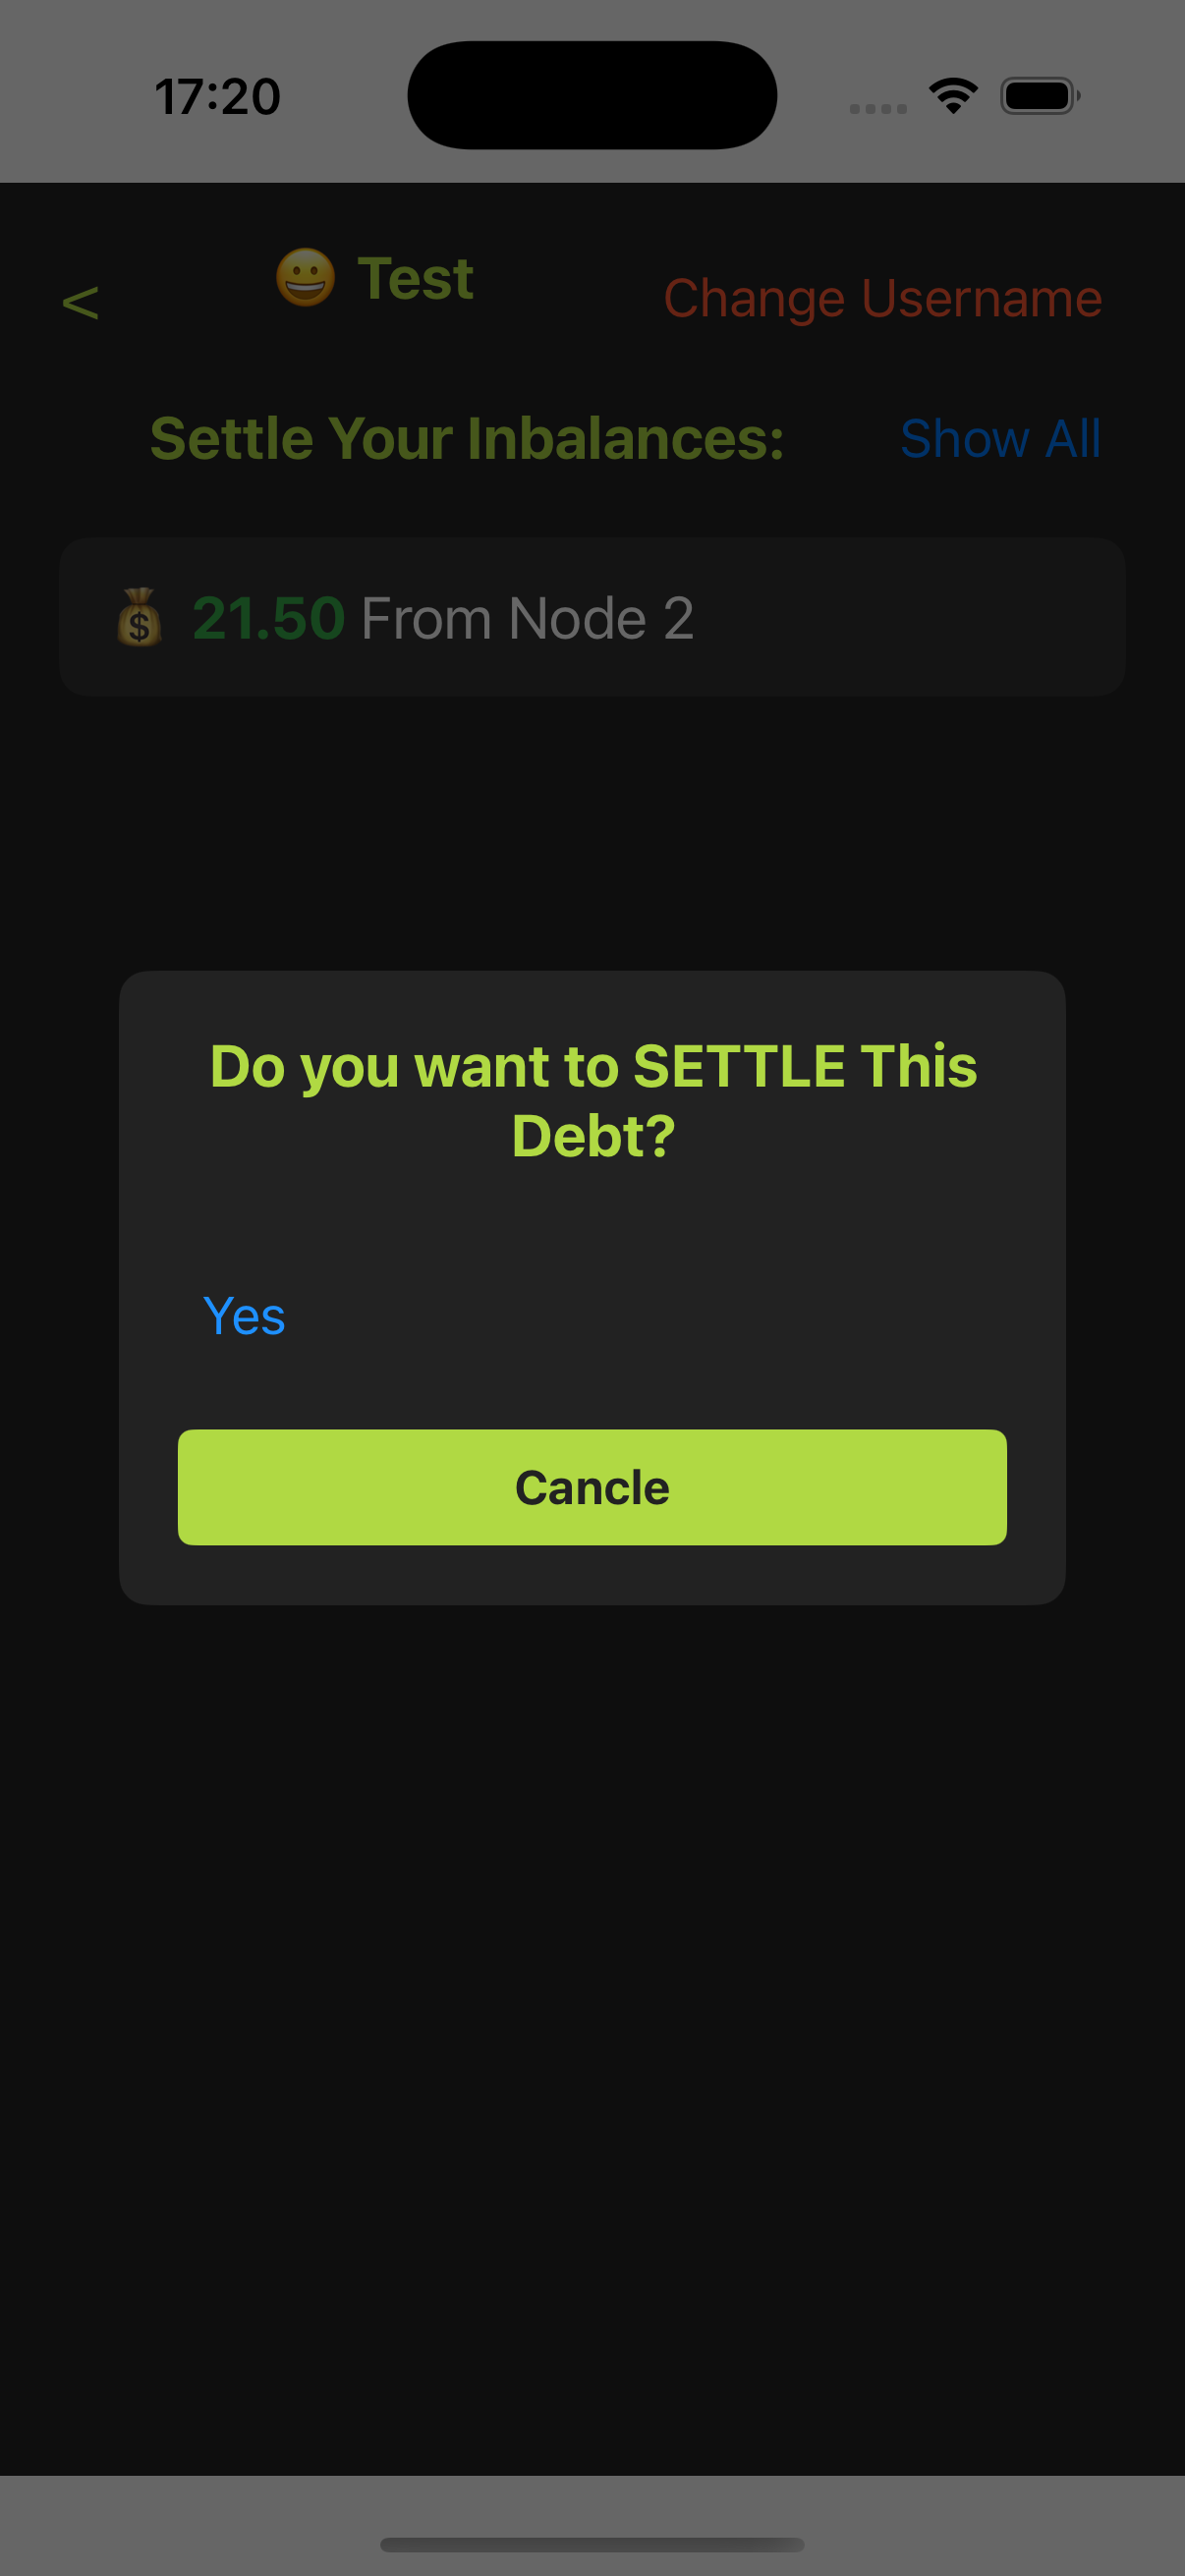 17:20
< 😀 Test Change Username
Settle Your Inbalances: Show All
💰 21.50 From Node 2
Do you want to SETTLE This
Debt?
Yes
Cancle